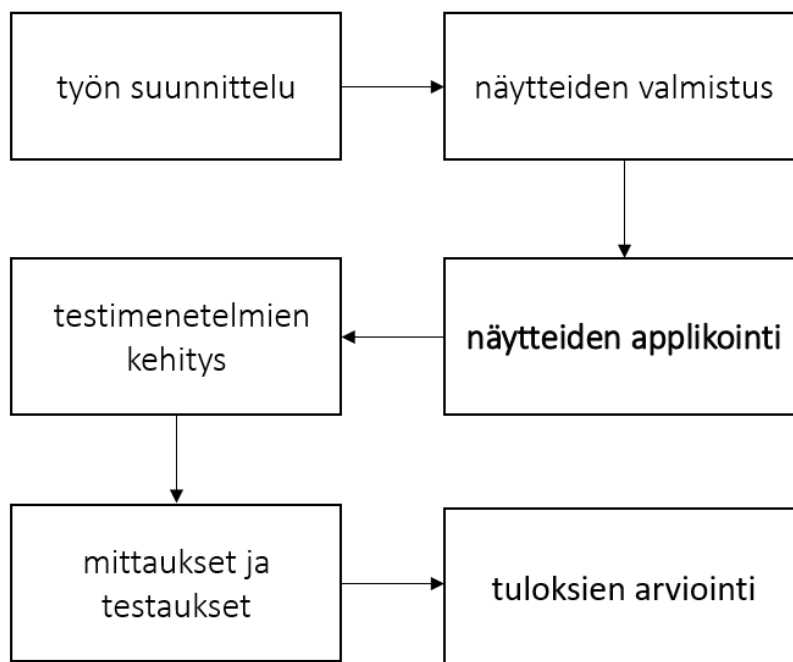 työn suunnittelu
näytteiden valmistus
näytteiden applikointi
testimenetelmien
kehitys
mittaukset ja
testaukset
tuloksien arviointi